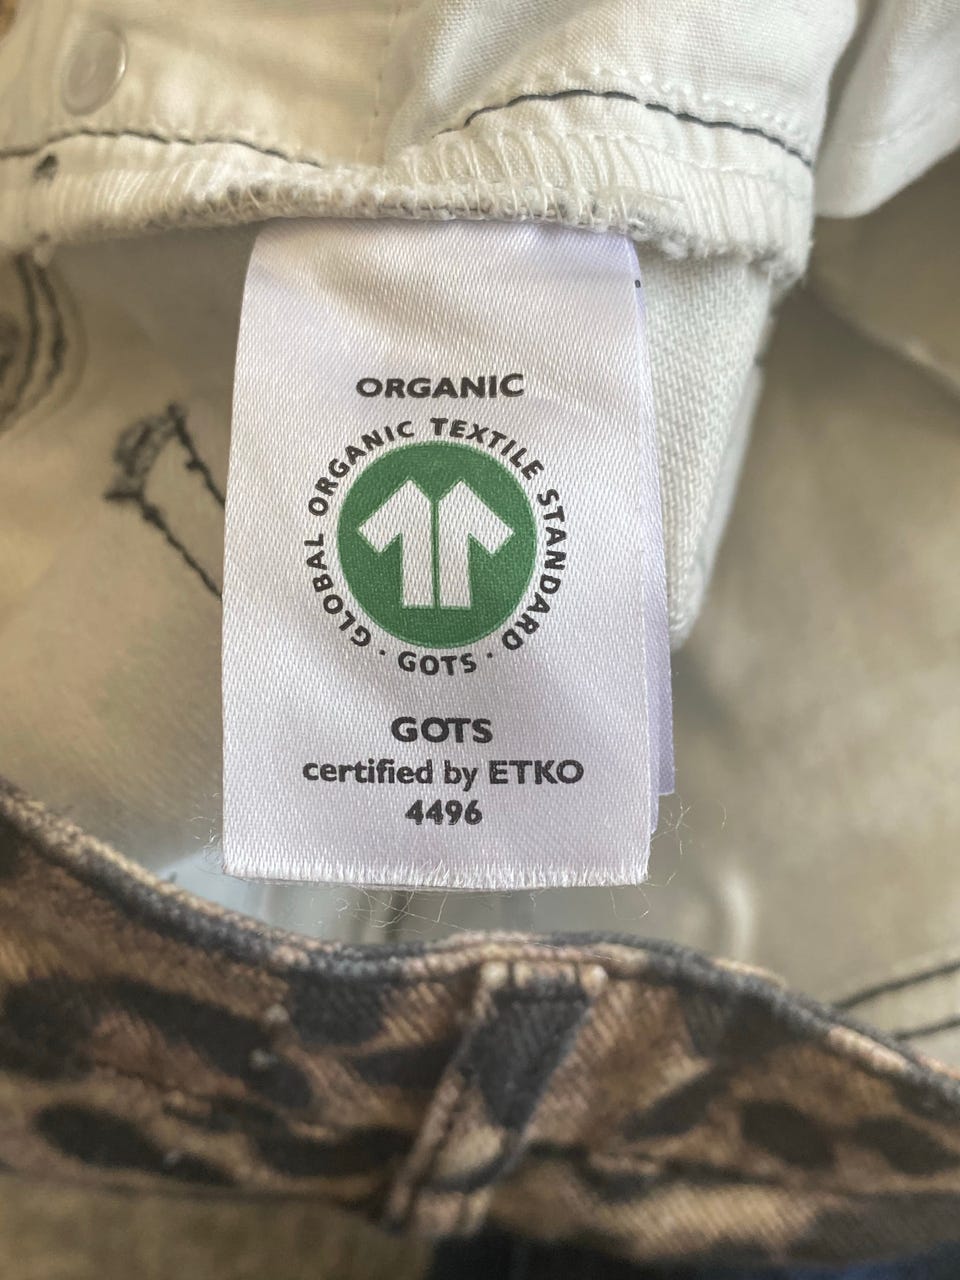 ORGANIC
GLOBAL ORGANIC TEXTILE STANDARD · GOTS ·
GOTS
certified by ETKO
4496